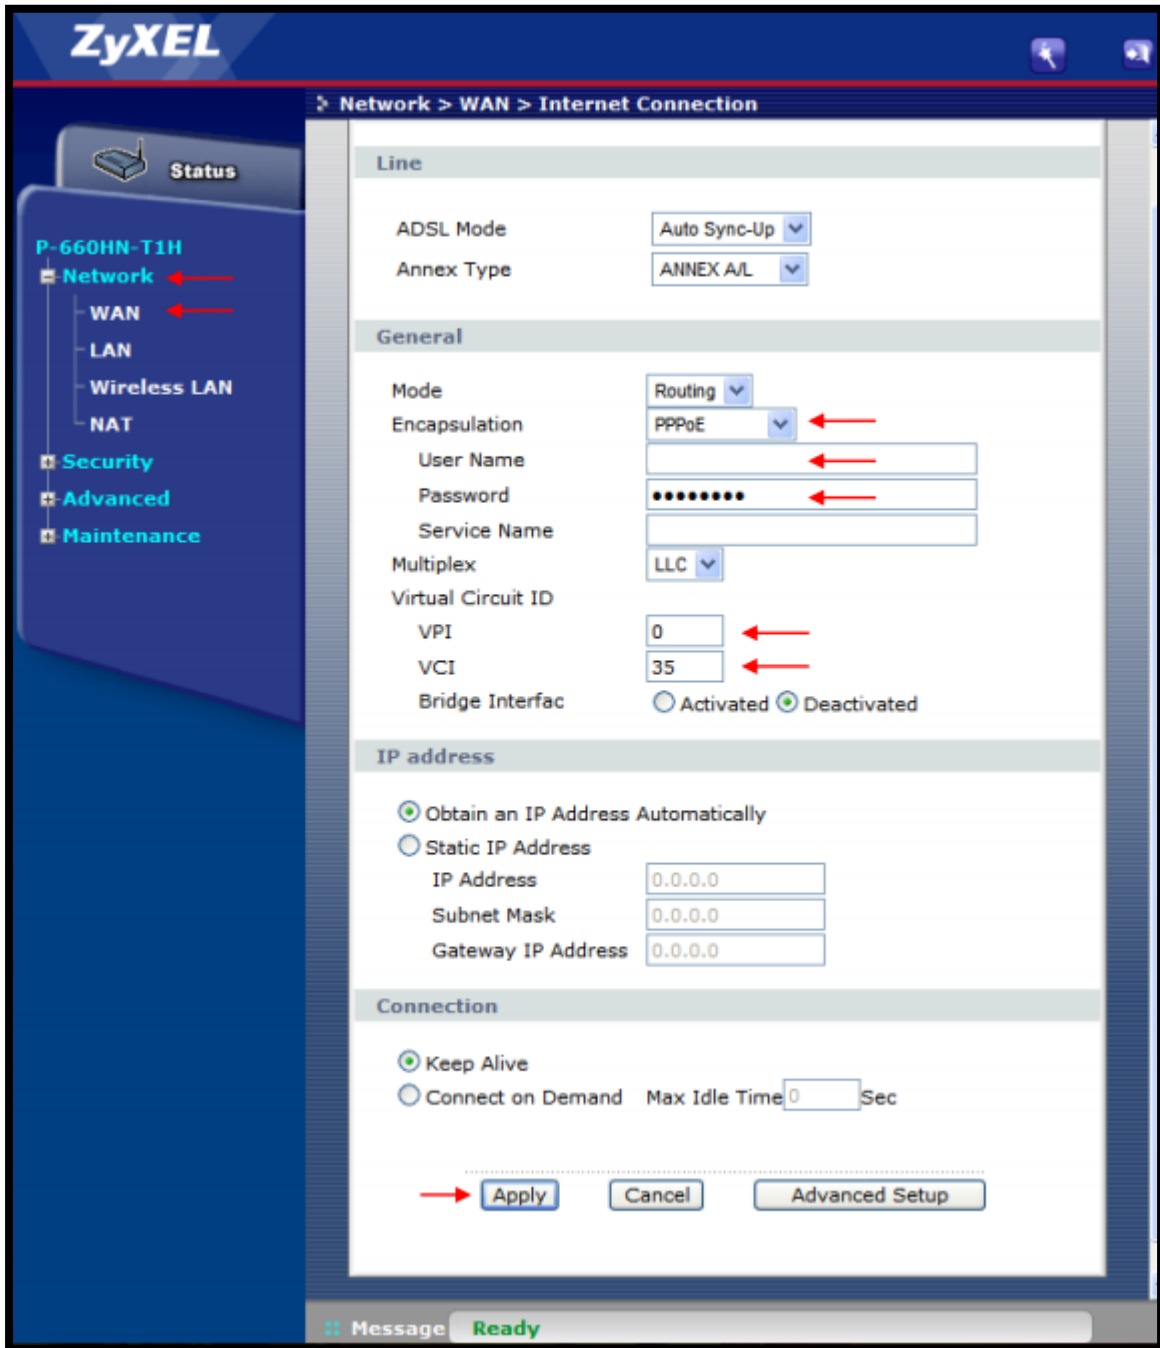 ZyXEL
Network > WAN > Internet Connection
Status
P-660HN-T1H
Network
WAN
LAN
Wireless LAN
NAT
Security
Advanced
Maintenance
Line
ADSL Mode Auto Sync-Up
Annex Type ANNEX A/L
General
Mode Routing
Encapsulation PPPoE
User Name
Password ••••••••
Service Name
Multiplex LLC
Virtual Circuit ID
VPI 0
VCI 35
Bridge Interfac Activated Deactivated
IP address
Obtain an IP Address Automatically
Static IP Address
IP Address 0.0.0.0
Subnet Mask 0.0.0.0
Gateway IP Address 0.0.0.0
Connection
Keep Alive
Connect on Demand Max Idle Time 0 Sec
Apply Cancel Advanced Setup
Message Ready